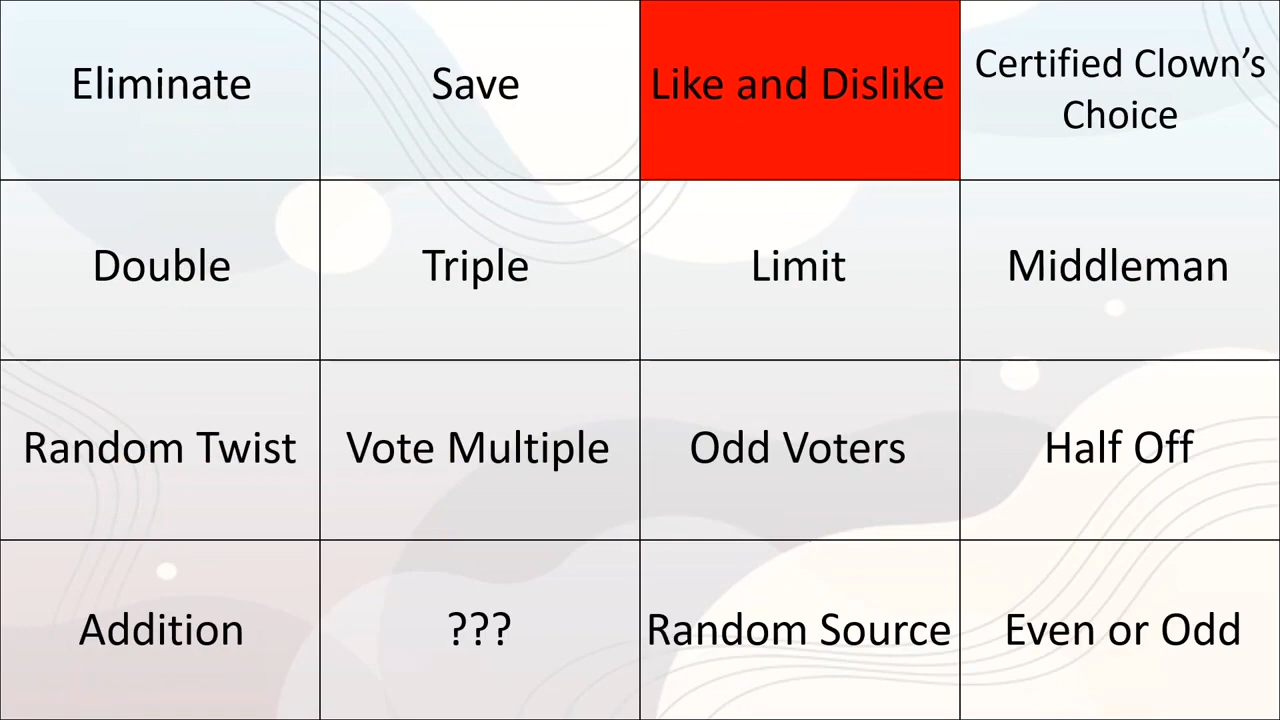 Eliminate
Save
Like and Dislike
Certified Clown’s
Choice
Double
Triple
Limit
Middleman
Random Twist
Vote Multiple
Odd Voters
Half Off
Addition
???
Random Source
Even or Odd